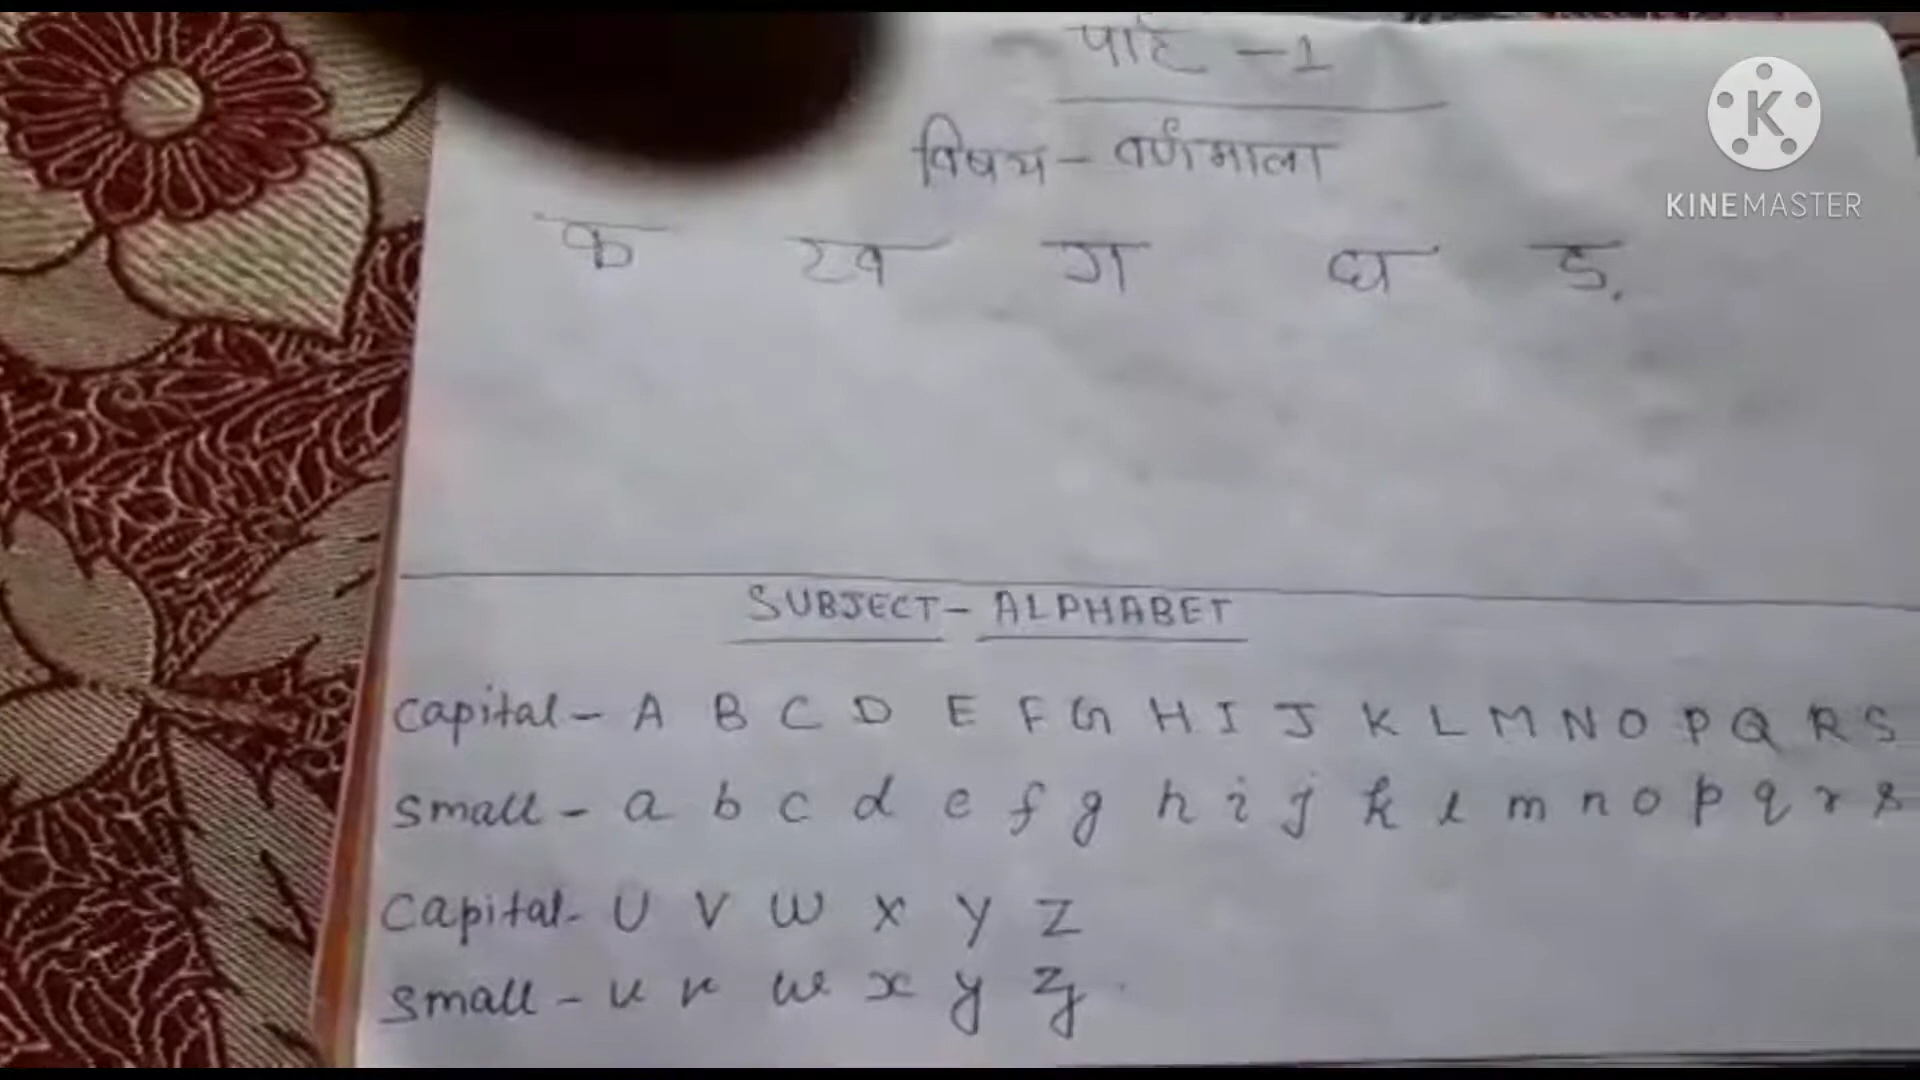 पाठ -1
विषय - वर्णमाला
क ख ग घ ङ
SUBJECT - ALPHABET
Capital - A B C D E F G H I J K L M N O P Q R S
Small - a b c d e f g h i j k l m n o p q r s
Capital - U V W X Y Z
Small - u v w x y z
K
KINEMASTER